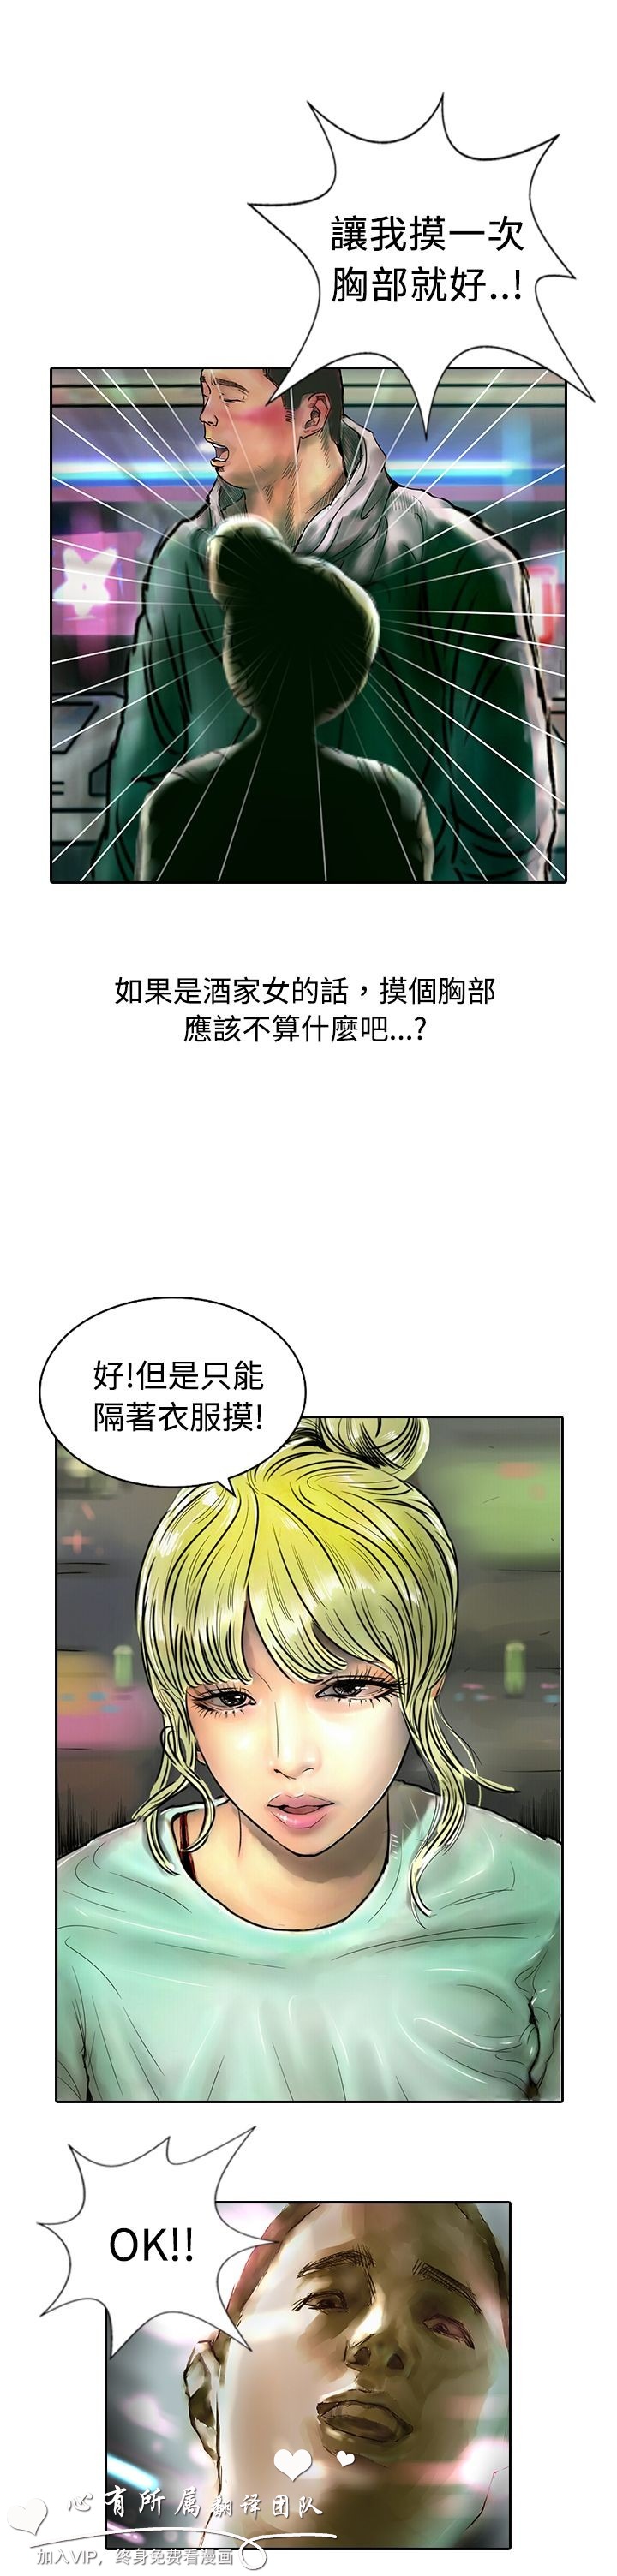 讓我摸一次
胸部就好..!
如果是酒家女的話，摸個胸部
應該不算什麼吧...?
好!但是只能
隔著衣服摸!
OK!!
心有所属翻译团队
加入VIP，终身免费看漫画